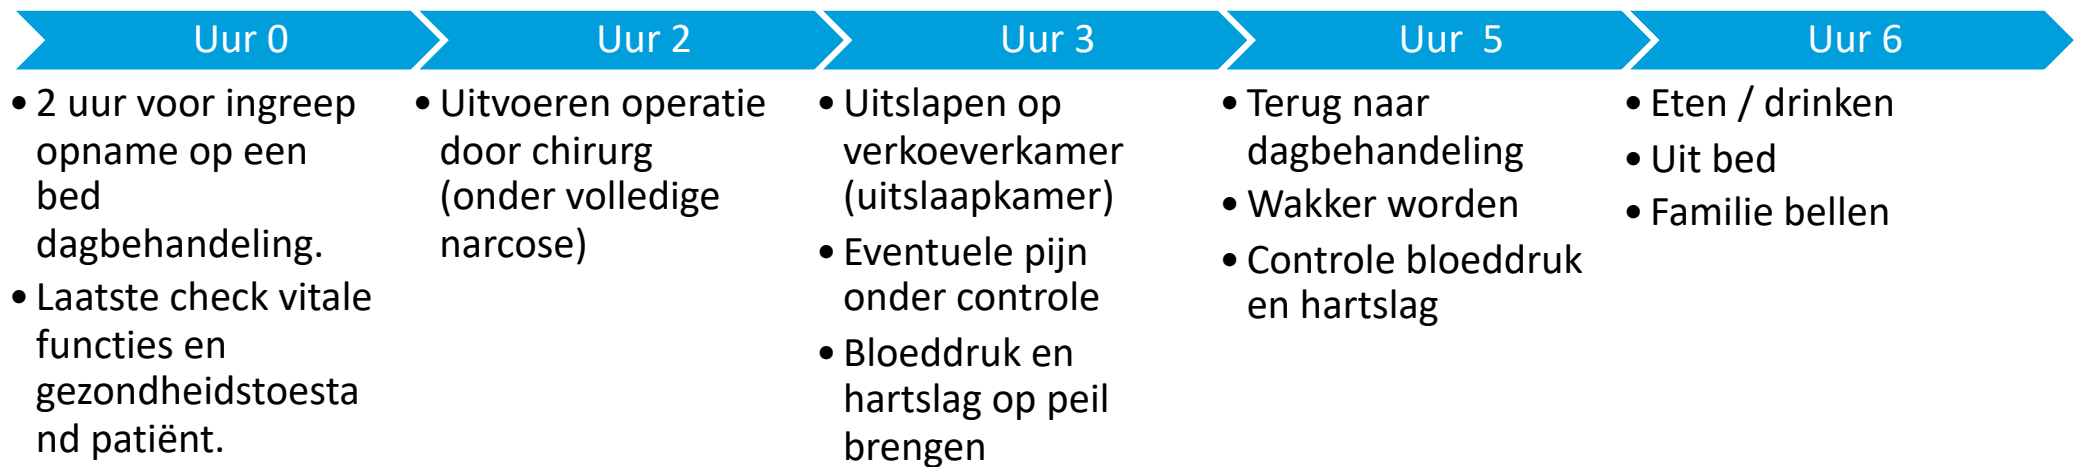 Uur 0
Uur 2
Uur 3
Uur  5
Uur 6
• 2 uur voor ingreep
opname op een
bed
dagbehandeling.
• Laatste check vitale
functies en
gezondheidstoesta
nd patiënt.
• Uitvoeren operatie
door chirurg
(onder volledige
narcose)
• Uitslapen op
verkoeverkamer
(uitslaapkamer)
• Eventuele pijn
onder controle
• Bloeddruk en
hartslag op peil
brengen
• Terug naar
dagbehandeling
• Wakker worden
• Controle bloeddruk
en hartslag
• Eten / drinken
• Uit bed
• Familie bellen